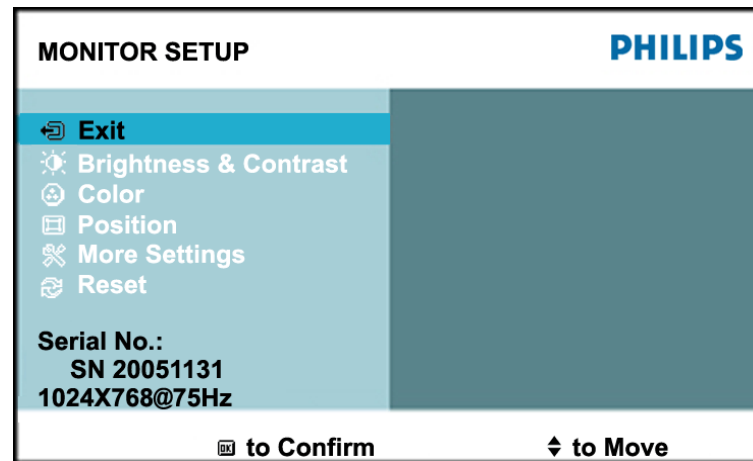 MONITOR SETUP
PHILIPS
Exit
Brightness & Contrast
Color
Position
More Settings
Reset
Serial No.:
SN 20051131
1024X768@75Hz
OK to Confirm
to Move